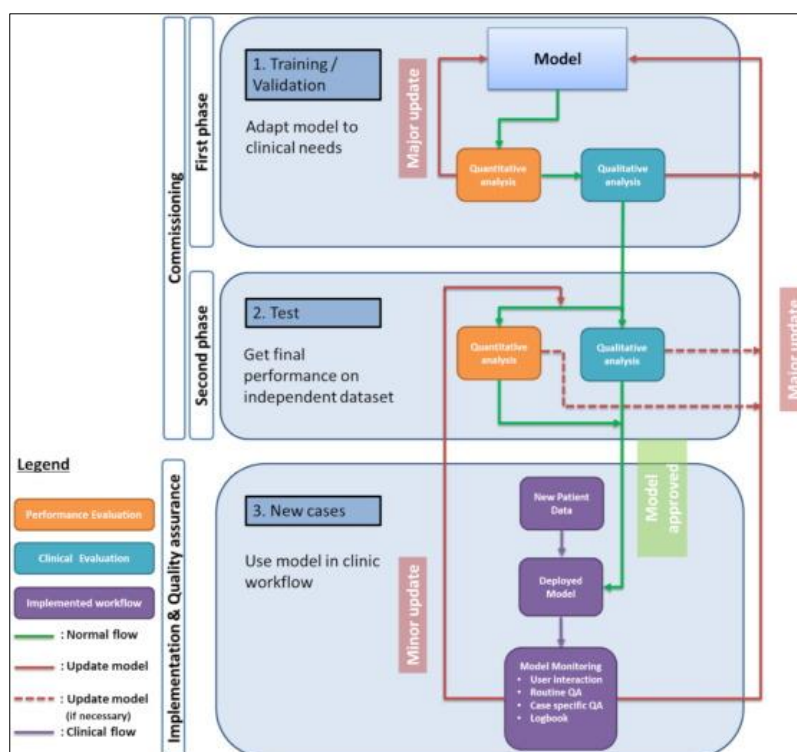 Commissioning
First phase
1. Training /
Validation
Adapt model to
clinical needs
Major update
Model
Quantitative
analysis
Qualitative
analysis
Second phase
2. Test
Get final
performance on
independent dataset
Quantitative
analysis
Qualitative
analysis
Major update
Model
approved
Implementation & Quality assurance
3. New cases
Use model in clinic
workflow
Minor update
New Patient
Data
Deployed
Model
Model Monitoring
• User interaction
• Routine QA
• Case specific QA
• Logbook
Legend
Performance Evaluation
Clinical Evaluation
Implemented workflow
: Normal flow
: Update model
: Update model
(if necessary)
: Clinical flow